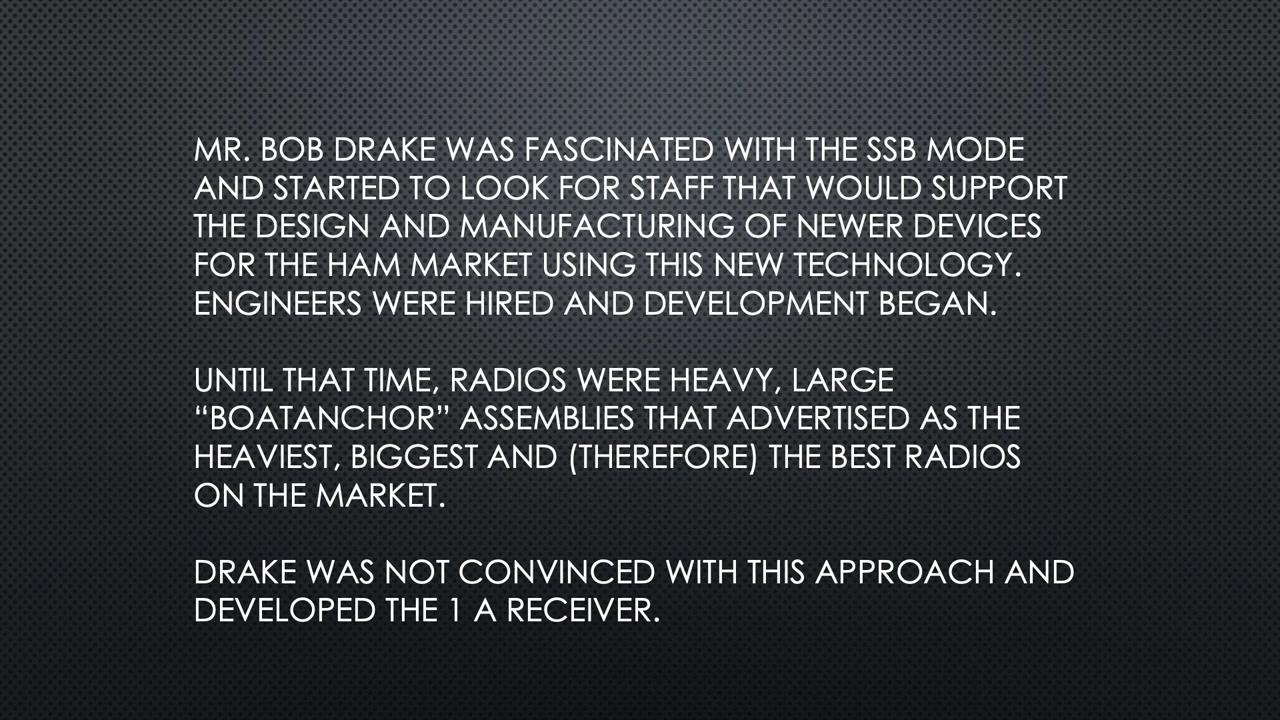 MR. BOB DRAKE WAS FASCINATED WITH THE SSB MODE
AND STARTED TO LOOK FOR STAFF THAT WOULD SUPPORT
THE DESIGN AND MANUFACTURING OF NEWER DEVICES
FOR THE HAM MARKET USING THIS NEW TECHNOLOGY.
ENGINEERS WERE HIRED AND DEVELOPMENT BEGAN.
UNTIL THAT TIME, RADIOS WERE HEAVY, LARGE
“BOATANCHOR” ASSEMBLIES THAT ADVERTISED AS THE
HEAVIEST, BIGGEST AND (THEREFORE) THE BEST RADIOS
ON THE MARKET.
DRAKE WAS NOT CONVINCED WITH THIS APPROACH AND
DEVELOPED THE 1 A RECEIVER.